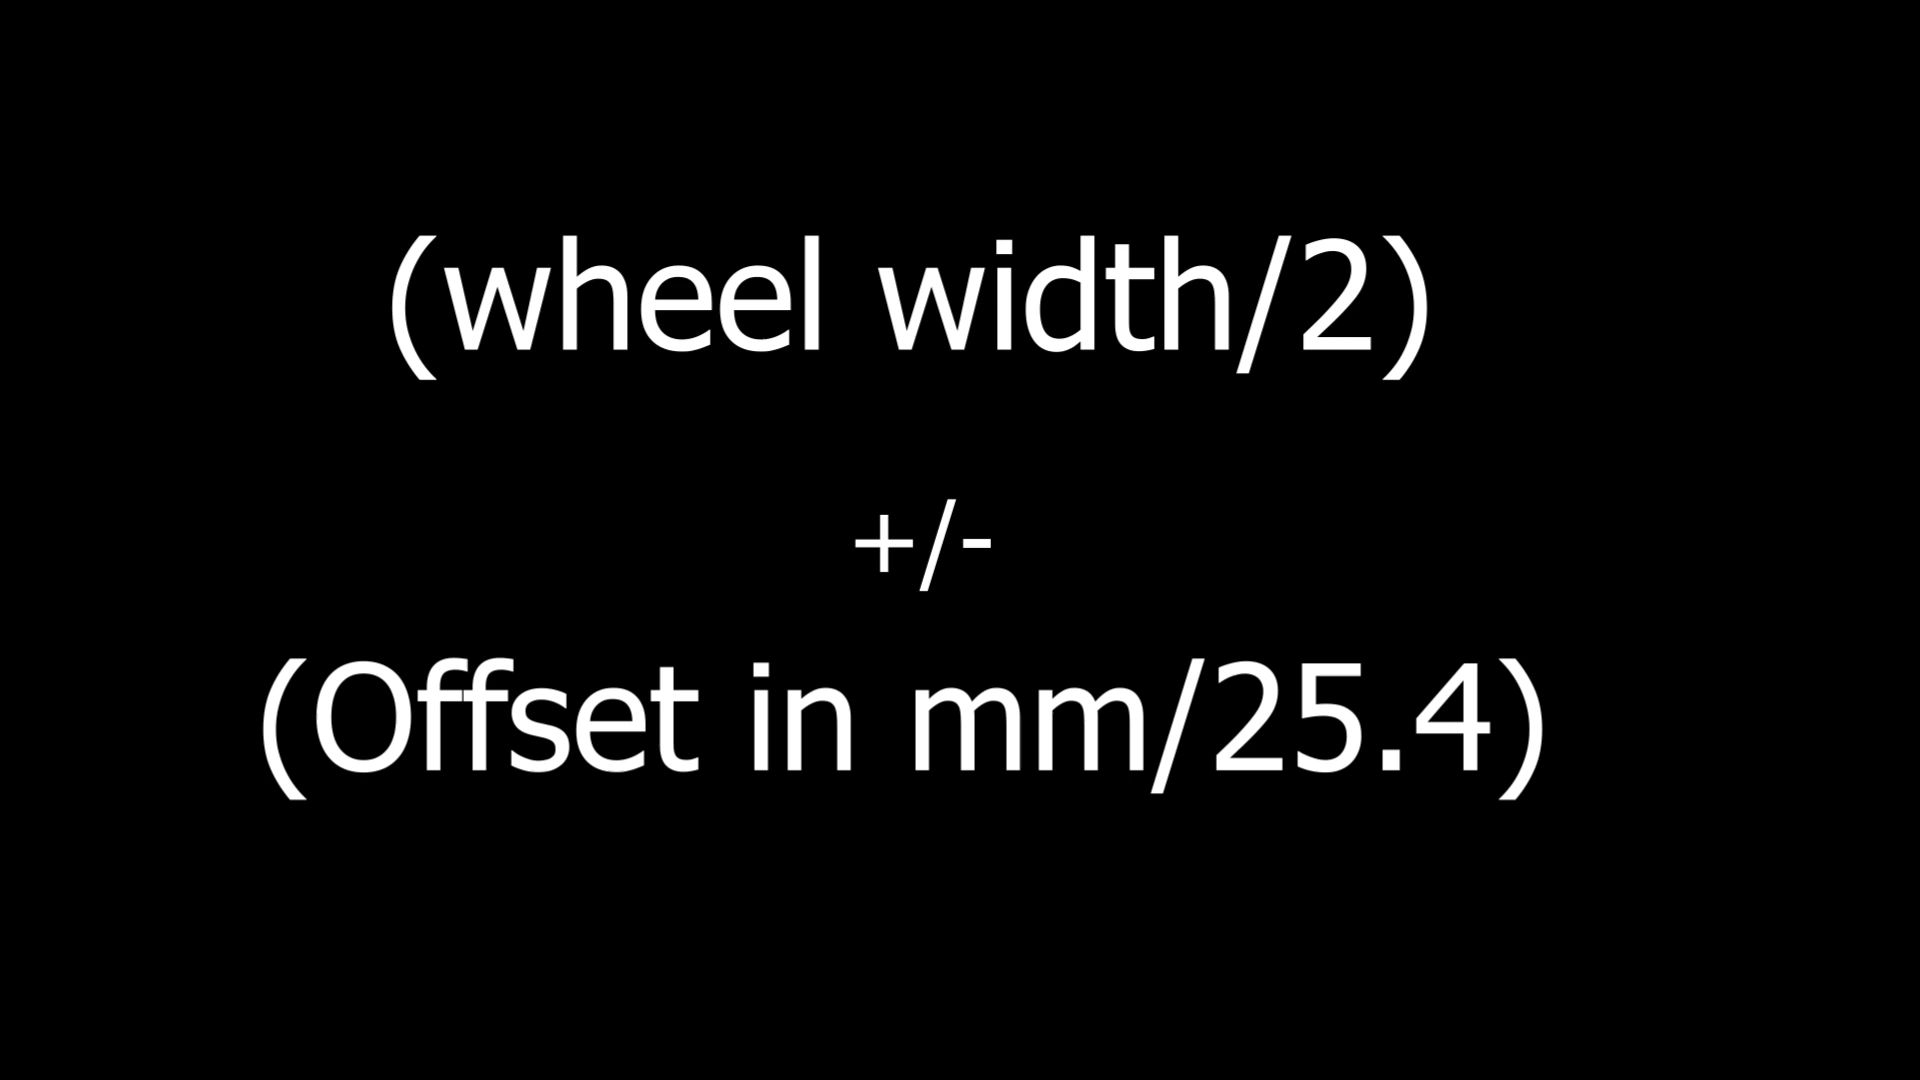 (wheel width/2)
+/-
(Offset in mm/25.4)